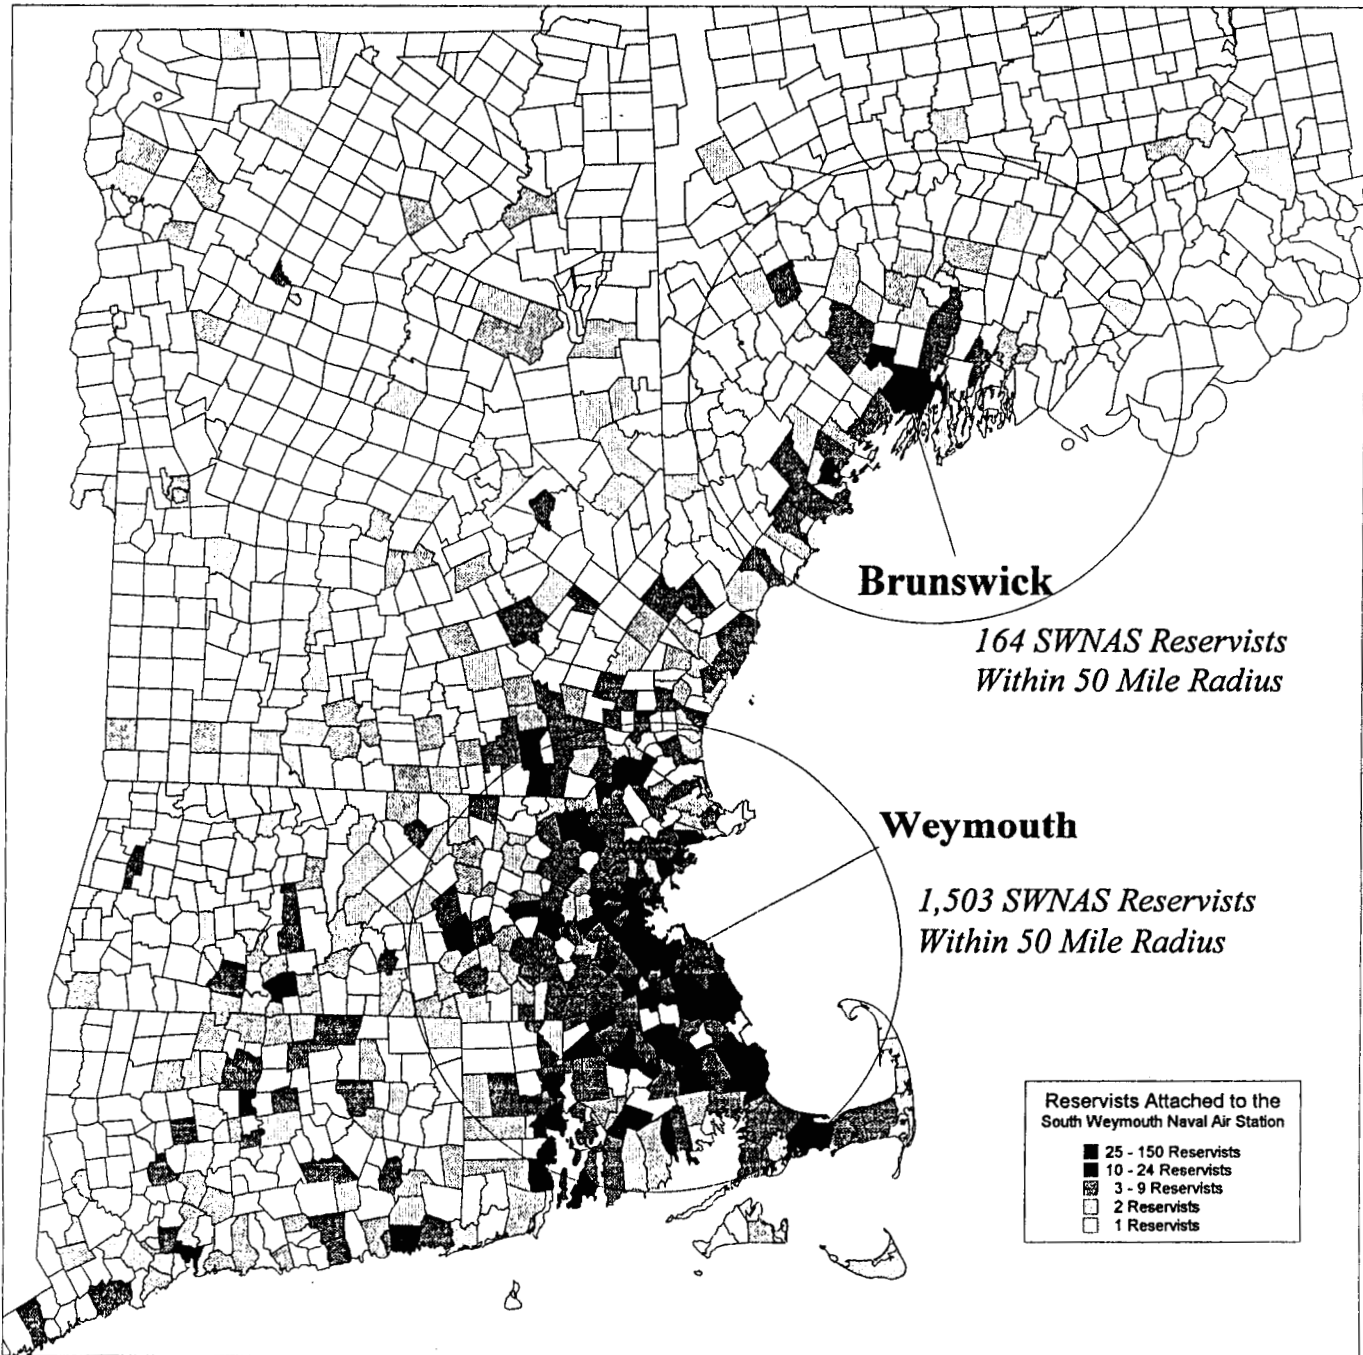 Brunswick
164 SWNAS Reservists
Within 50 Mile Radius
Weymouth
1,503 SWNAS Reservists
Within 50 Mile Radius
Reservists Attached to the
South Weymouth Naval Air Station
25 - 150 Reservists
10 - 24 Reservists
3 - 9 Reservists
2 Reservists
1 Reservists